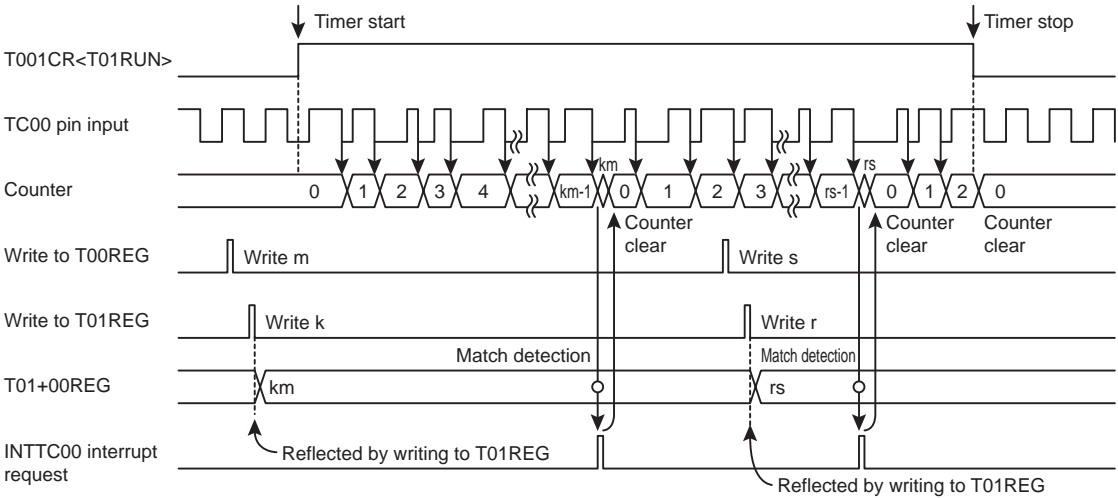 Timer start
Timer stop
T001CR<T01RUN>
TC00 pin input
km
rs
Counter
0 1 2 3 4 km-1 0 1 2 3 rs-1 0 1 2 0
Counter
clear
Counter
clear
Counter
clear
Write to T00REG
Write m
Write s
Write to T01REG
Write k
Write r
Match detection
Match detection
T01+00REG
km
rs
INTTC00 interrupt
request
Reflected by writing to T01REG
Reflected by writing to T01REG